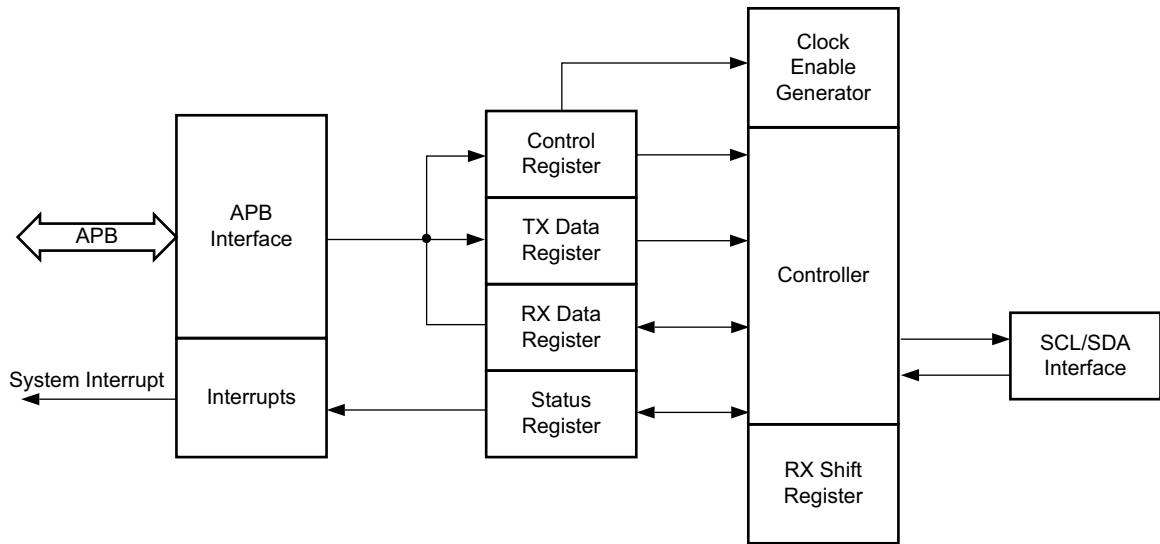 Clock
Enable
Generator
Control
Register
APB
APB
Interface
TX Data
Register
Controller
RX Data
Register
SCL/SDA
Interface
System Interrupt
Interrupts
Status
Register
RX Shift
Register